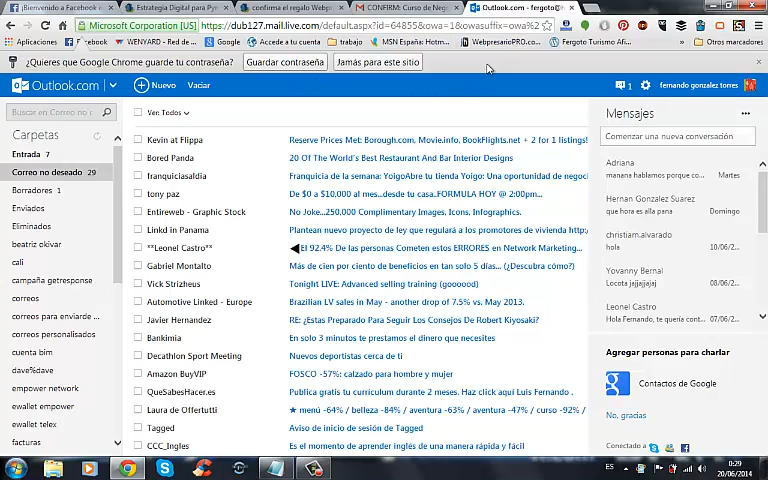 ¡Bienvenido a Facebook
Estrategia Digital para Py
confirma el regalo Webpr
CONFIRM: Curso de Neg
Outlook.com - fergoto@h
Microsoft Corporation [US] https://dub127.mail.live.com/default.aspx?id=64855&owa=1&owasuffix=owa%2
Aplicaciones Facebook WENYARD - Red de ... Google Accede a tu cuenta trabajo MSN España: Hotm... WebpresarioPRO.co... Fergoto Turismo Afi... » Otros marcadores
¿Quieres que Google Chrome guarde tu contraseña? Guardar contraseña Jamás para este sitio
Outlook.com Nuevo Vaciar 1 fernando gonzalez torres
Buscar en Correo no
Carpetas
Entrada 7
Correo no deseado 29
Borradores 1
Enviados
Eliminados
beatriz okivar
cali
campaña getresponse
correos
correos para enviarde ...
correos personalisados
cuenta bim
dave%dave
empower network
ewallet empower
ewallet telex
facturas
Ver: Todos
Kevin at Flippa Reserve Prices Met: Borough.com, Movie.info, BookFlights.net + 2 for 1 listings!
Bored Panda 20 Of The World's Best Restaurant And Bar Interior Designs
franquiciasaldia Franquicia de la semana: YoigoAbre tu tienda Yoigo: Una oportunidad de negoci
tony paz De $0 a $10,000 al mes...desde tu casa..FORMULA HOY @ 2:00pm...
Entireweb - Graphic Stock No Joke...250,000 Complimentary Images, Icons, Infographics.
Linkd in Panama Plantean nuevo proyecto de ley que regulará a los promotores de vivienda http:/
**Leonel Castro** El 92.4% De las personas Cometen estos ERRORES en Network Marketing...
Gabriel Montalto Más de cien por ciento de beneficios en tan solo 5 días... (¿Descubra cómo?)
Vick Strizheus Tonight LIVE: Advanced selling training (goooood)
Automotive Linked - Europe Brazilian LV sales in May - another drop of 7.5% vs. May 2013.
Javier Hernandez RE: ¿Estas Preparado Para Seguir Los Consejos De Robert Kiyosaki?
Bankimia En solo 3 minutos te prestamos el dinero que necesites
Decathlon Sport Meeting Nuevos deportistas cerca de ti
Amazon BuyVIP FOSCO -57%: calzado para hombre y mujer
QueSabesHacer.es Publica gratis tu currículum durante 2 meses. Haz click aquí Luis Fernando .
Laura de Offertutti ★ menú -64% / belleza -84% / aventura -63% / aventura -47% / curso -92% /
Tagged Aviso de inicio de sesión de Tagged
CCC_Ingles Es el momento de aprender inglés de una manera rápida y fácil
Mensajes
Comenzar una nueva conversación
Adriana
manana hablamos porque co... Martes
Hernan Gonzalez Suarez
que hora es alla pana Domingo
christiam.alvarado
hola 10/06/2...
Yovanny Bernal
Locota jajjajajaj 08/06/2...
Leonel Castro
Hola Fernando, te quería cont... 07/06/2...
Agregar personas para charlar
Contactos de Google
No, gracias
Conectado a
ES 0:29
20/06/2014